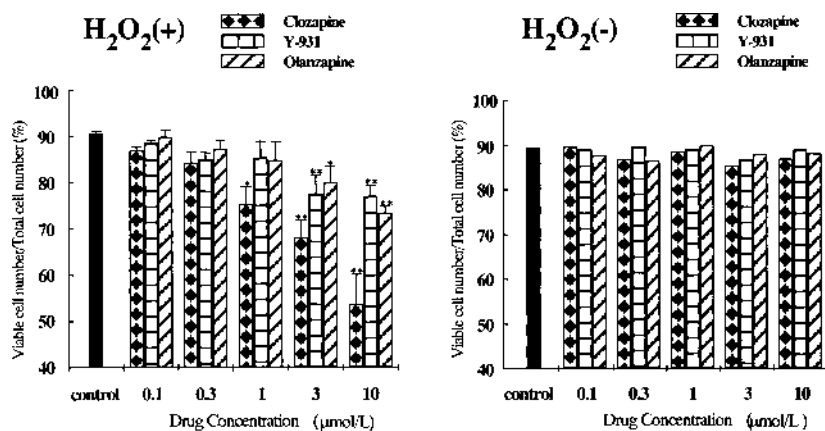 H₂O₂(+)
Clozapine
Y-931
Olanzapine
Viable cell number/Total cell number (%)
100
90
80
70
60
50
40
*
**
**
*
**
**
**
control 0.1 0.3 1 3 10
Drug Concentration (μmol/L)
H₂O₂(-)
Clozapine
Y-931
Olanzapine
Viable cell number/Total cell number (%)
100
90
80
70
60
50
40
control 0.1 0.3 1 3 10
Drug Concentration (μmol/L)